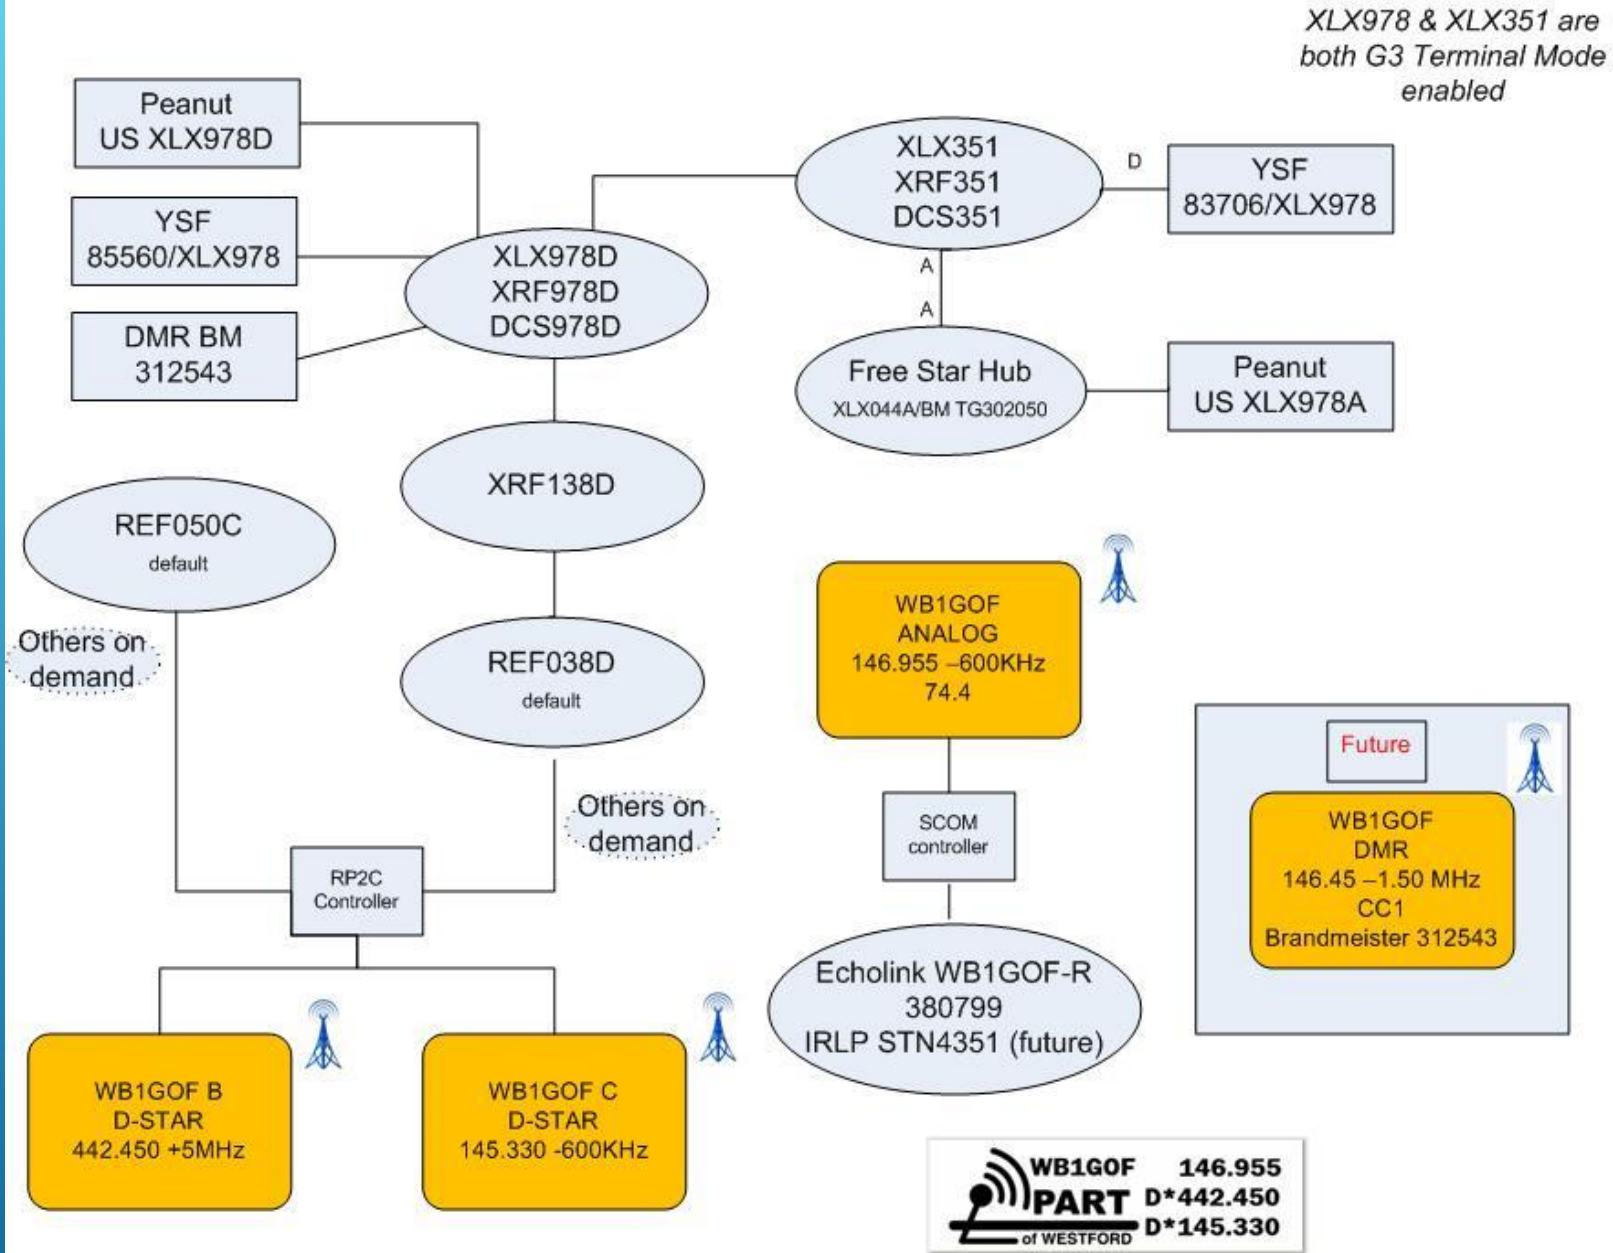 XLX978 & XLX351 are
both G3 Terminal Mode
enabled
Peanut
US XLX978D
YSF
85560/XLX978
DMR BM
312543
XLX978D
XRF978D
DCS978D
XLX351
XRF351
DCS351
D
YSF
83706/XLX978
A
A
Free Star Hub
XLX044A/BM TG302050
Peanut
US XLX978A
XRF138D
REF050C
default
Others on
demand
REF038D
default
Others on
demand
RP2C
Controller
WB1GOF B
D-STAR
442.450 +5MHz
WB1GOF C
D-STAR
145.330 -600KHz
WB1GOF
ANALOG
146.955 –600KHz
74.4
SCOM
controller
Echolink WB1GOF-R
380799
IRLP STN4351 (future)
Future
WB1GOF
DMR
146.45 –1.50 MHz
CC1
Brandmeister 312543
WB1GOF 146.955
PART D*442.450
of WESTFORD D*145.330